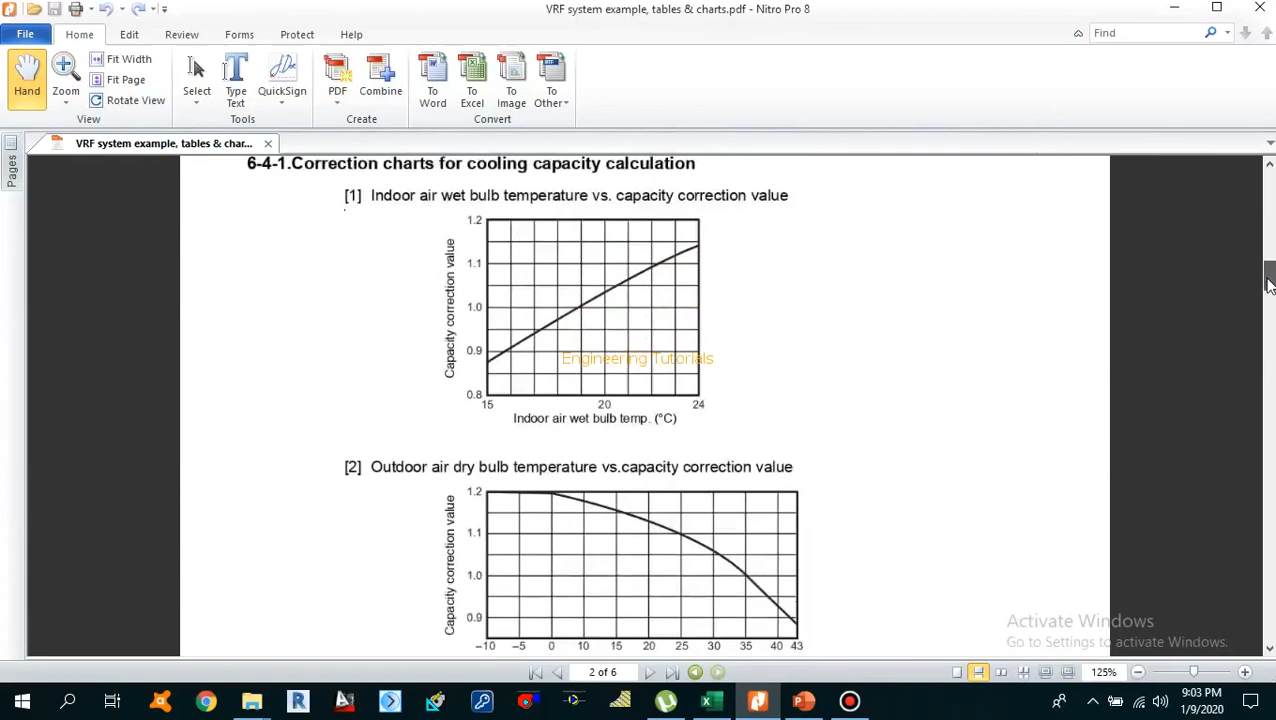 VRF system example, tables & charts.pdf - Nitro Pro 8
File Home Edit Review Forms Protect Help Find
Hand Zoom Fit Width Fit Page Rotate View Select Type Text QuickSign PDF Combine To Word To Excel To Image To Other
View Tools Create Convert
VRF system example, tables & char...
Pages
6-4-1.Correction charts for cooling capacity calculation
[1] Indoor air wet bulb temperature vs. capacity correction value
Capacity correction value
1.2
1.1
1.0
0.9
0.8
15 20 24
Indoor air wet bulb temp. (°C)
Engineering Tutorials
[2] Outdoor air dry bulb temperature vs.capacity correction value
Capacity correction value
1.2
1.1
1.0
0.9
−10 −5 0 10 15 20 25 30 35 40 43
Activate Windows
Go to Settings to activate Windows.
2 of 6
125%
9:03 PM
1/9/2020